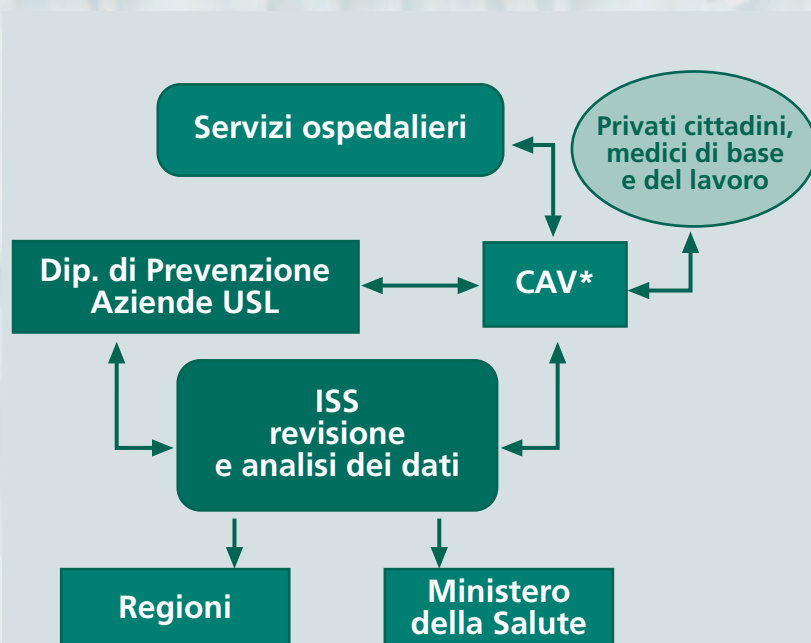 Servizi ospedalieri
Privati cittadini,
medici di base
e del lavoro
Dip. di Prevenzione
Aziende USL
CAV*
ISS
revisione
e analisi dei dati
Regioni
Ministero
della Salute